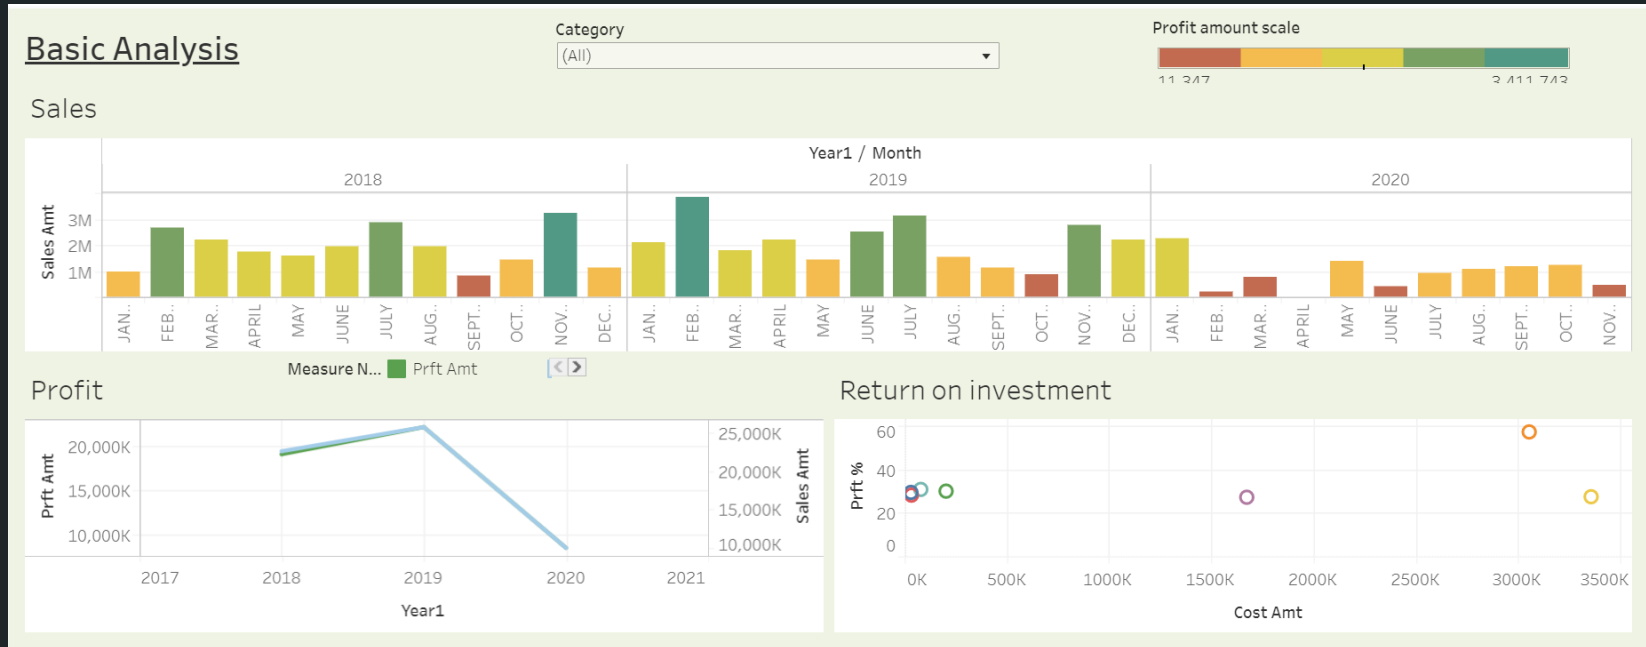 Basic Analysis
Category
(All)
Profit amount scale
11,347 3,411,743
Sales
Year1 / Month
2018 2019 2020
Sales Amt
3M
2M
1M
JAN.. FEB.. MAR.. APRIL MAY JUNE JULY AUG.. SEPT.. OCT.. NOV.. DEC.. JAN.. FEB.. MAR.. APRIL MAY JUNE JULY AUG.. SEPT.. OCT.. NOV.. DEC.. JAN.. FEB.. MAR.. APRIL MAY JUNE JULY AUG.. SEPT.. OCT.. NOV..
Measure N... Prft Amt
Profit
Prft Amt
20,000K
15,000K
10,000K
25,000K
20,000K
15,000K
10,000K
Sales Amt
2017 2018 2019 2020 2021
Year1
Return on investment
Prft %
60
40
20
0
0K 500K 1000K 1500K 2000K 2500K 3000K 3500K
Cost Amt